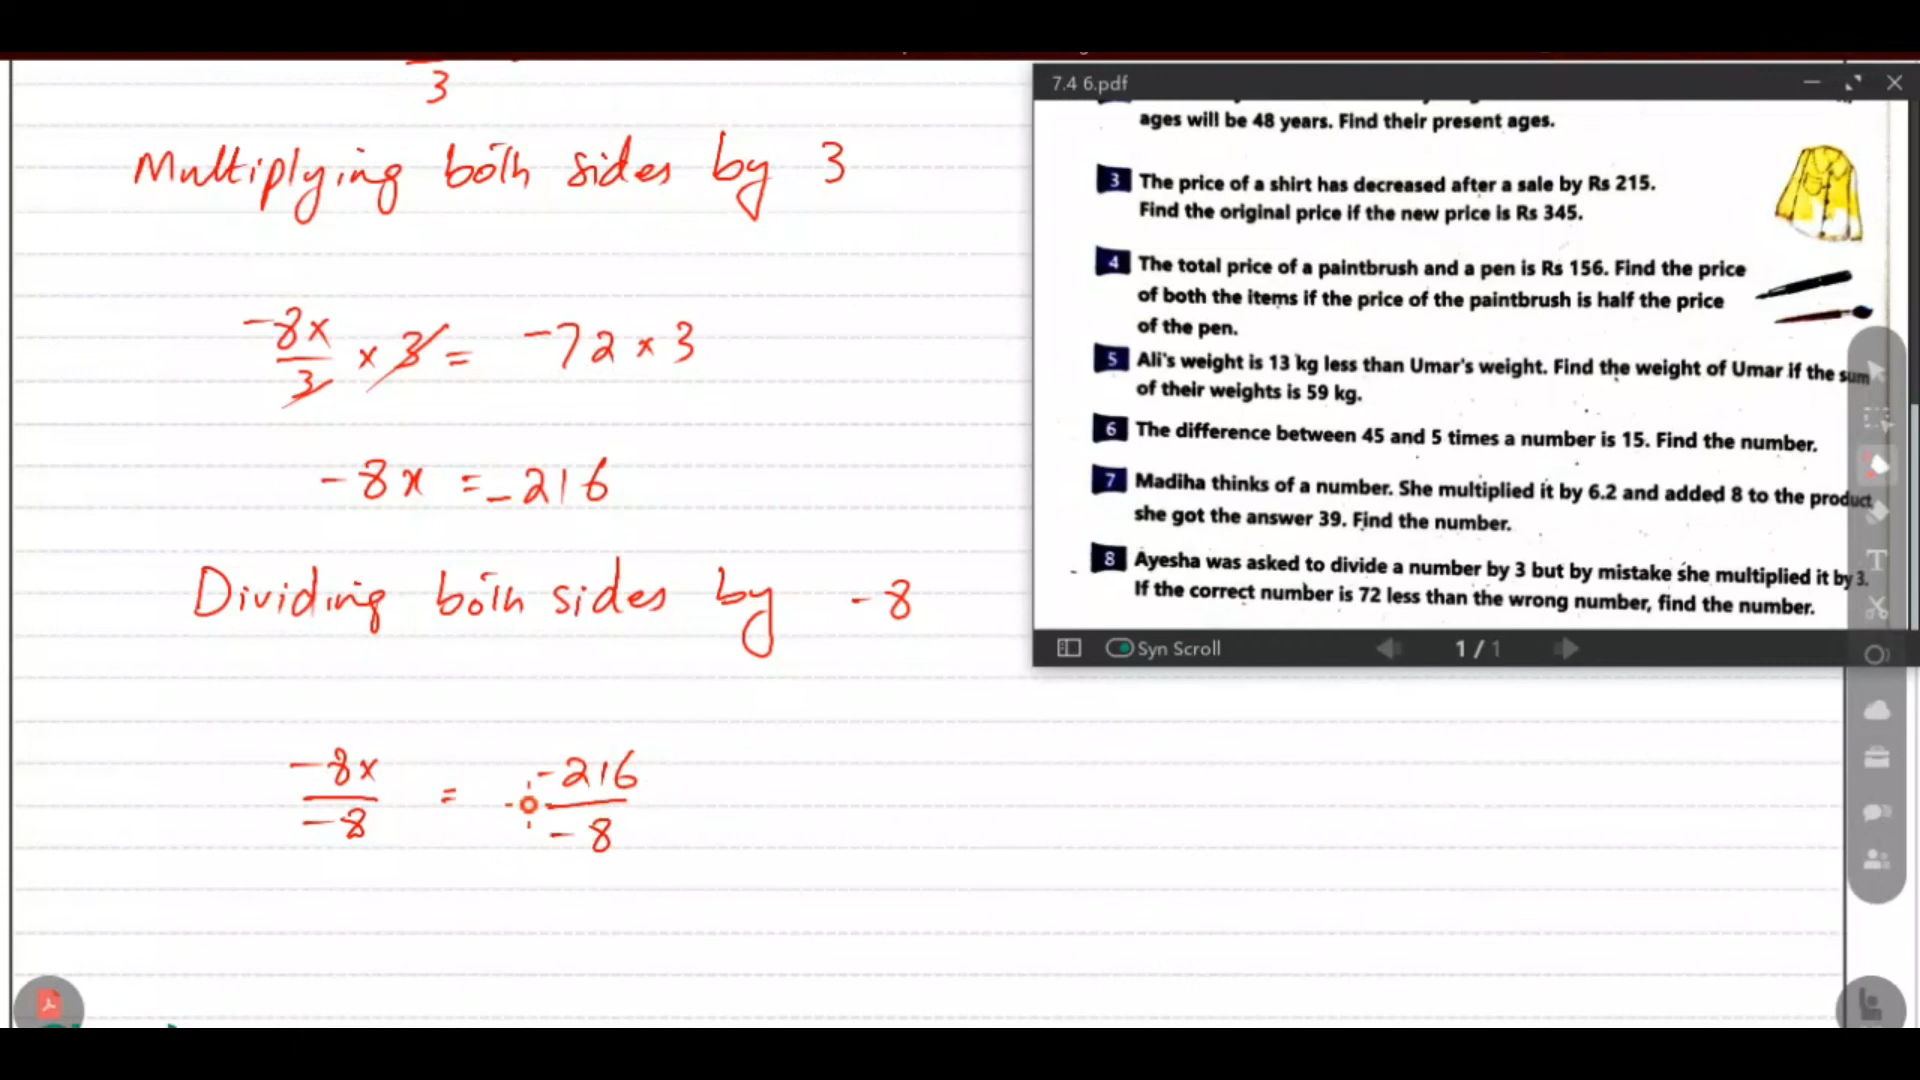 3
Multiplying both sides by 3
-8x/3 × 3 = -72 × 3
-8x = -216
Dividing both sides by -8
-8x/-8 = -216/-8
7.4 6.pdf
ages will be 48 years. Find their present ages.
3 The price of a shirt has decreased after a sale by Rs 215.
Find the original price if the new price is Rs 345.
4 The total price of a paintbrush and a pen is Rs 156. Find the price
of both the items if the price of the paintbrush is half the price
of the pen.
5 Ali's weight is 13 kg less than Umar's weight. Find the weight of Umar if the sum
of their weights is 59 kg.
6 The difference between 45 and 5 times a number is 15. Find the number.
7 Madiha thinks of a number. She multiplied it by 6.2 and added 8 to the product
she got the answer 39. Find the number.
8 Ayesha was asked to divide a number by 3 but by mistake she multiplied it by 3.
If the correct number is 72 less than the wrong number, find the number.
Syn Scroll
1 / 1
T